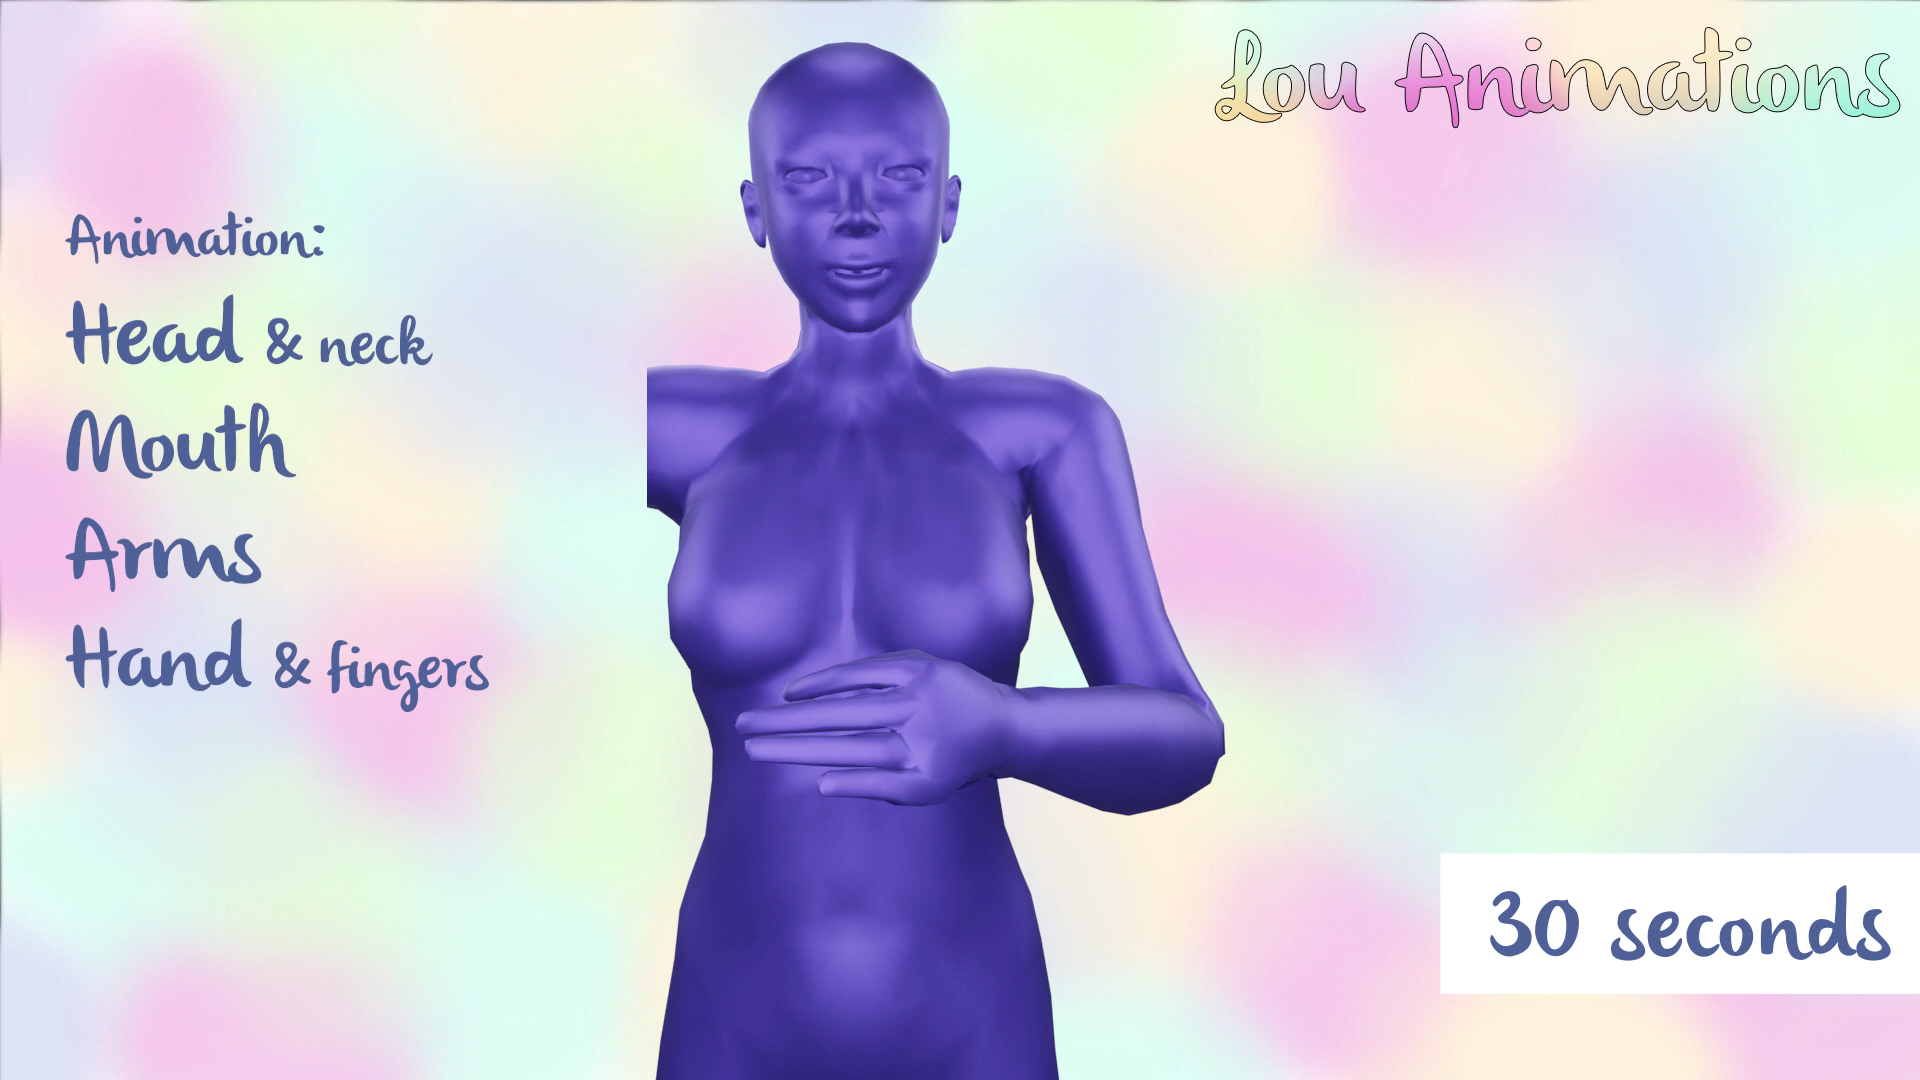 Lou Animations
Animation:
Head & neck
Mouth
Arms
Hand & fingers
30 seconds